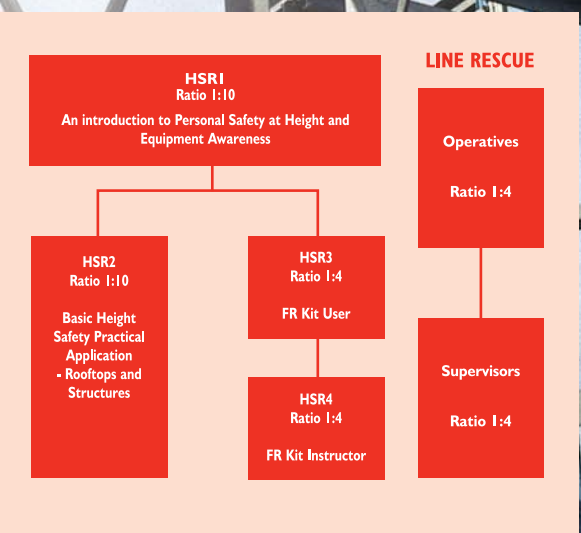 HSR1
Ratio 1:10
An introduction to Personal Safety at Height and
Equipment Awareness
HSR2
Ratio 1:10
Basic Height
Safety Practical
Application
- Rooftops and
Structures
HSR3
Ratio 1:4
FR Kit User
HSR4
Ratio 1:4
FR Kit Instructor
LINE RESCUE
Operatives
Ratio 1:4
Supervisors
Ratio 1:4